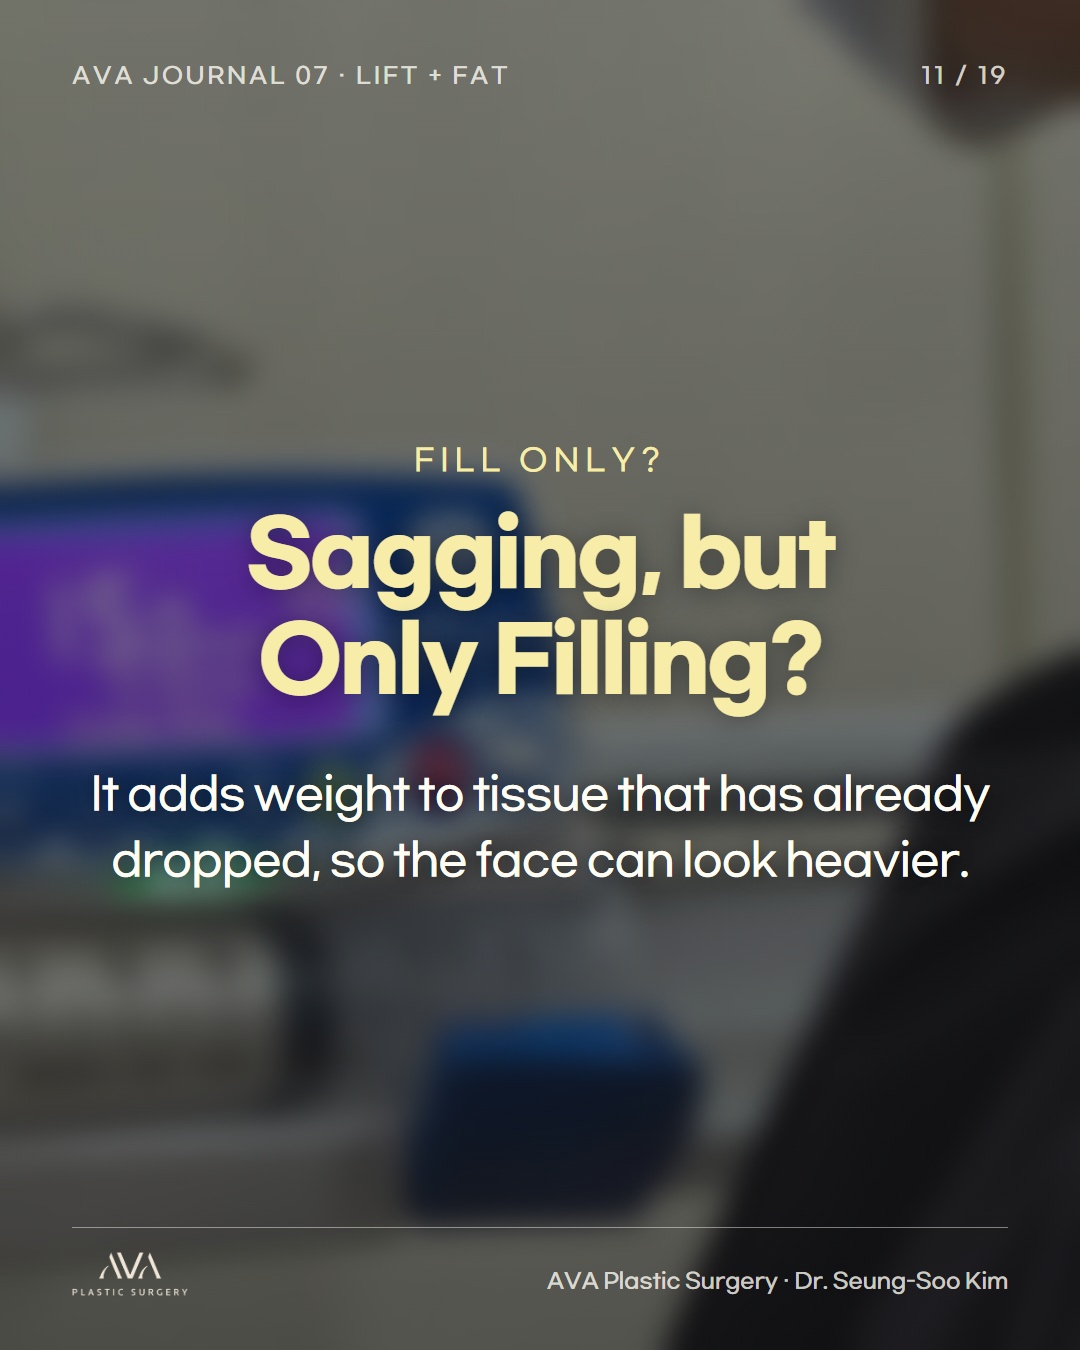 AVA JOURNAL 07 · LIFT + FAT
11 / 19
FILL ONLY?
Sagging, but
Only Filling?
It adds weight to tissue that has already
dropped, so the face can look heavier.
AVA
PLASTIC SURGERY
AVA Plastic Surgery · Dr. Seung-Soo Kim